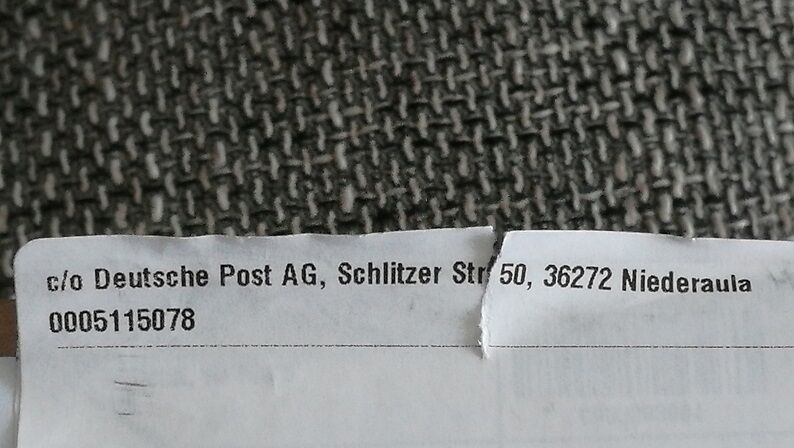 c/o Deutsche Post AG, Schlitzer Str 50, 36272 Niederaula
0005115078